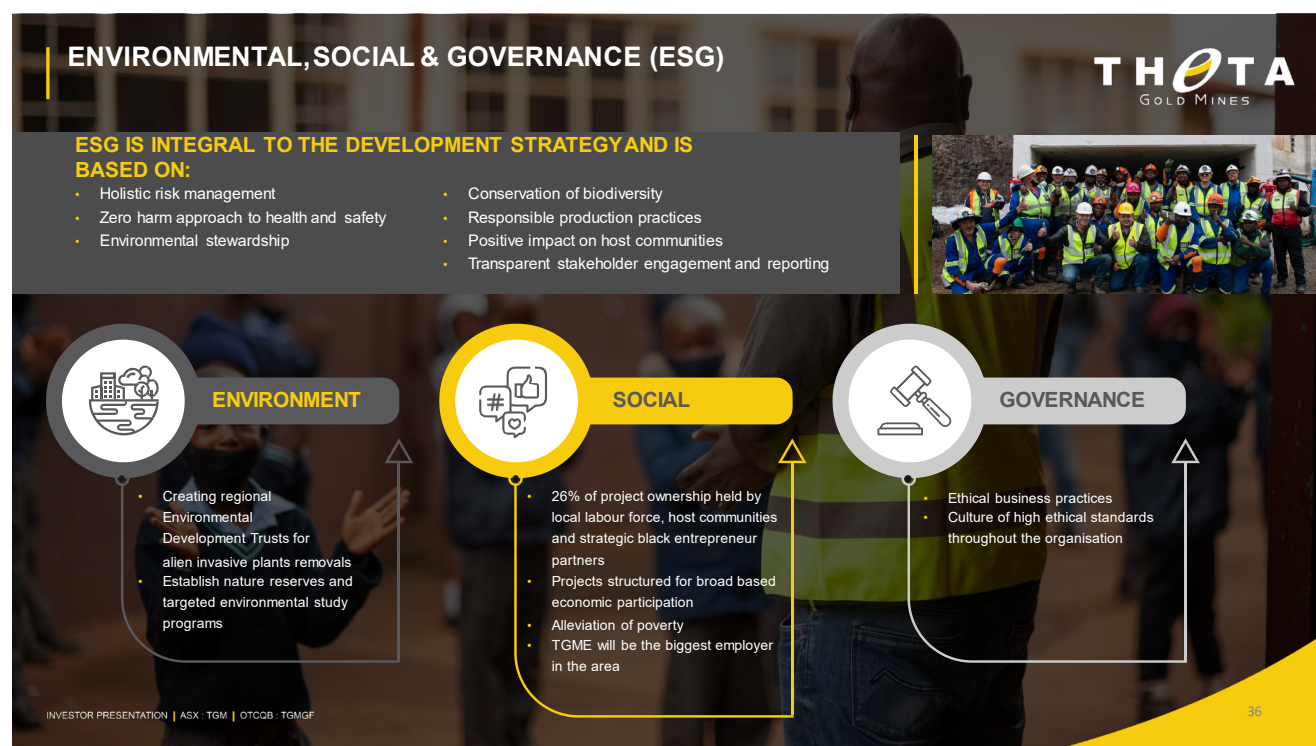 ENVIRONMENTAL, SOCIAL & GOVERNANCE (ESG)
THETA
GOLD MINES
ESG IS INTEGRAL TO THE DEVELOPMENT STRATEGY AND IS
BASED ON:
• Holistic risk management
• Zero harm approach to health and safety
• Environmental stewardship
• Conservation of biodiversity
• Responsible production practices
• Positive impact on host communities
• Transparent stakeholder engagement and reporting
ENVIRONMENT
• Creating regional
Environmental
Development Trusts for
alien invasive plants removals
• Establish nature reserves and
targeted environmental study
programs
SOCIAL
#
• 26% of project ownership held by
local labour force, host communities
and strategic black entrepreneur
partners
• Projects structured for broad based
economic participation
• Alleviation of poverty
• TGME will be the biggest employer
in the area
GOVERNANCE
• Ethical business practices
• Culture of high ethical standards
throughout the organisation
INVESTOR PRESENTATION | ASX : TGM | OTCQB : TGMGF
36